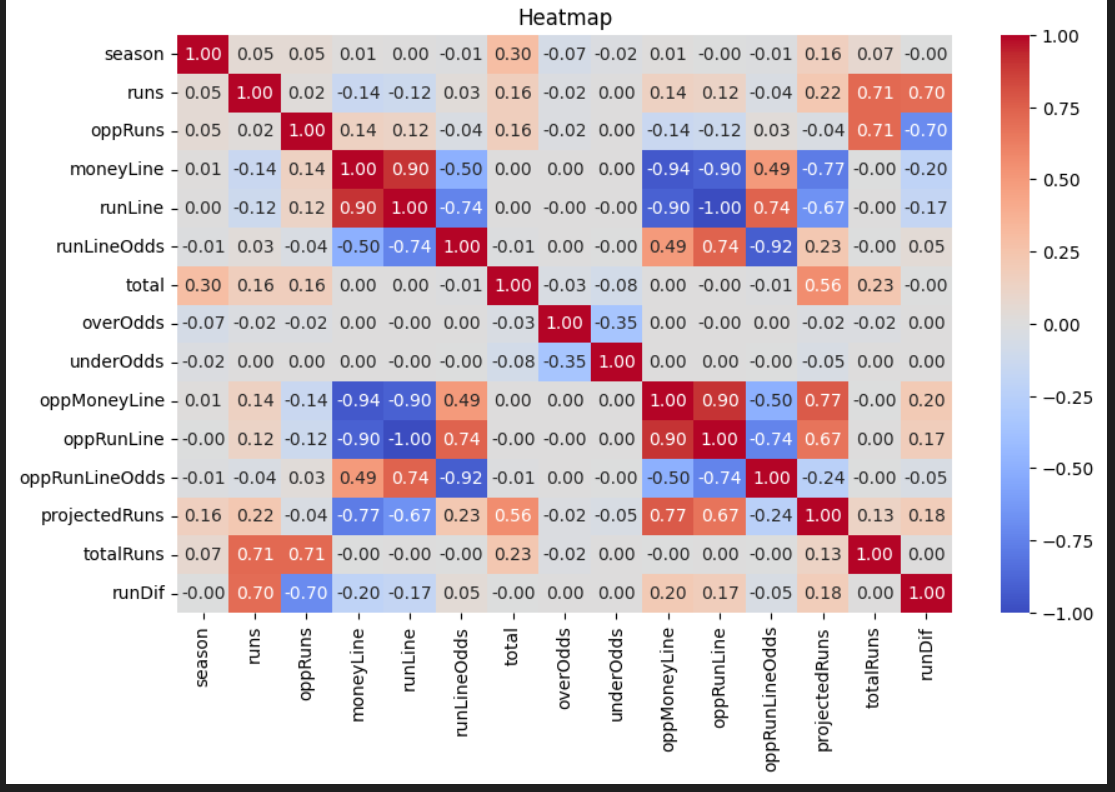 Heatmap
season 1.00 0.05 0.05 0.01 0.00 -0.01 0.30 -0.07 -0.02 0.01 -0.00 -0.01 0.16 0.07 -0.00
runs 0.05 1.00 0.02 -0.14 -0.12 0.03 0.16 -0.02 0.00 0.14 0.12 -0.04 0.22 0.71 0.70
oppRuns 0.05 0.02 1.00 0.14 0.12 -0.04 0.16 -0.02 0.00 -0.14 -0.12 0.03 -0.04 0.71 -0.70
moneyLine 0.01 -0.14 0.14 1.00 0.90 -0.50 0.00 0.00 0.00 -0.94 -0.90 0.49 -0.77 -0.00 -0.20
runLine 0.00 -0.12 0.12 0.90 1.00 -0.74 0.00 -0.00 -0.00 -0.90 -1.00 0.74 -0.67 -0.00 -0.17
runLineOdds -0.01 0.03 -0.04 -0.50 -0.74 1.00 -0.01 0.00 -0.00 0.49 0.74 -0.92 0.23 -0.00 0.05
total 0.30 0.16 0.16 0.00 0.00 -0.01 1.00 -0.03 -0.08 0.00 -0.00 -0.01 0.56 0.23 -0.00
overOdds -0.07 -0.02 -0.02 0.00 -0.00 0.00 -0.03 1.00 -0.35 0.00 -0.00 0.00 -0.02 -0.02 0.00
underOdds -0.02 0.00 0.00 0.00 -0.00 -0.00 -0.08 -0.35 1.00 0.00 0.00 -0.00 -0.05 0.00 0.00
oppMoneyLine 0.01 0.14 -0.14 -0.94 -0.90 0.49 0.00 0.00 0.00 1.00 0.90 -0.50 0.77 -0.00 0.20
oppRunLine -0.00 0.12 -0.12 -0.90 -1.00 0.74 -0.00 -0.00 0.00 0.90 1.00 -0.74 0.67 0.00 0.17
oppRunLineOdds -0.01 -0.04 0.03 0.49 0.74 -0.92 -0.01 0.00 -0.00 -0.50 -0.74 1.00 -0.24 -0.00 -0.05
projectedRuns 0.16 0.22 -0.04 -0.77 -0.67 0.23 0.56 -0.02 -0.05 0.77 0.67 -0.24 1.00 0.13 0.18
totalRuns 0.07 0.71 0.71 -0.00 -0.00 -0.00 0.23 -0.02 0.00 -0.00 0.00 -0.00 0.13 1.00 0.00
runDif -0.00 0.70 -0.70 -0.20 -0.17 0.05 -0.00 0.00 0.00 0.20 0.17 -0.05 0.18 0.00 1.00
season
runs
oppRuns
moneyLine
runLine
runLineOdds
total
overOdds
underOdds
oppMoneyLine
oppRunLine
oppRunLineOdds
projectedRuns
totalRuns
runDif
1.00
0.75
0.50
0.25
0.00
−0.25
−0.50
−0.75
−1.00